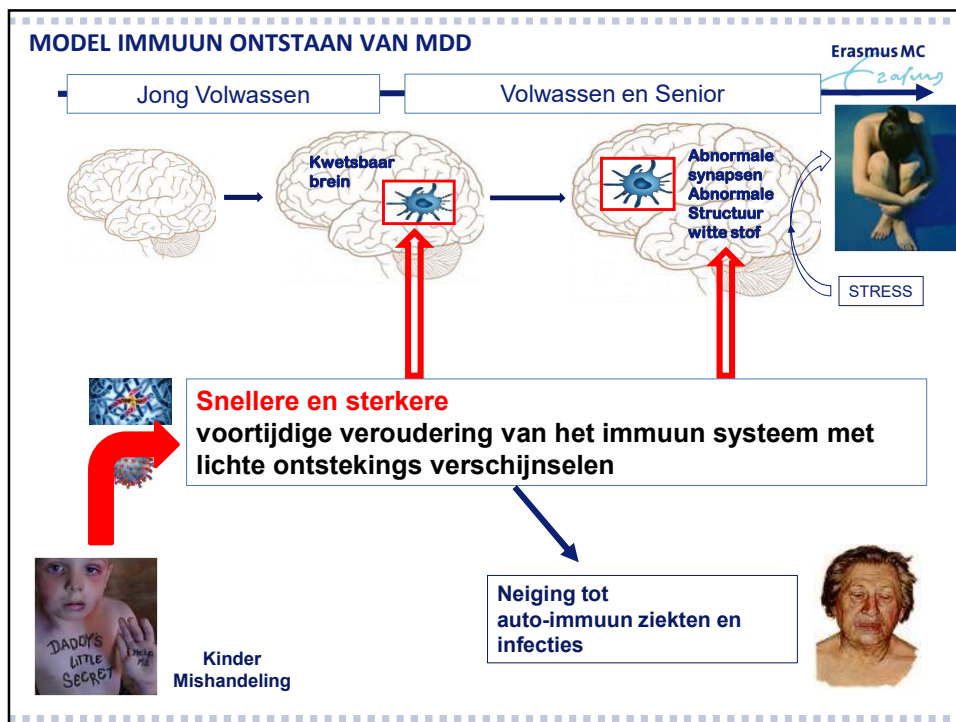 MODEL IMMUUN ONTSTAAN VAN MDD
Erasmus MC
Erasmus
Jong Volwassen
Volwassen en Senior
Kwetsbaar
brein
Abnormale
synapsen
Abnormale
Structuur
witte stof
STRESS
Snellere en sterkere
voortijdige veroudering van het immuun systeem met
lichte ontstekings verschijnselen
Neiging tot
auto-immuun ziekten en
infecties
DADDY'S
LITTLE
SECRET
Kinder
Mishandeling